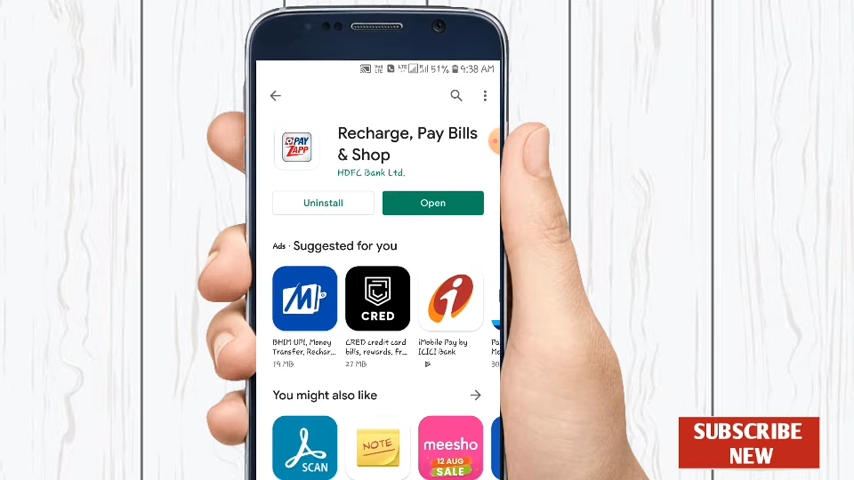 51% 9:38 AM
PAY
ZAPP
Recharge, Pay Bills
& Shop
HDFC Bank Ltd.
Uninstall
Open
Ads · Suggested for you
CRED
BHIM UPI, Money
Transfer, Rechar...
19 MB
CRED credit card
bills, rewards, fr...
27 MB
iMobile Pay by
ICICI Bank
You might also like
SCAN
NOTE
meesho
12 AUG
SALE
SUBSCRIBE
NEW